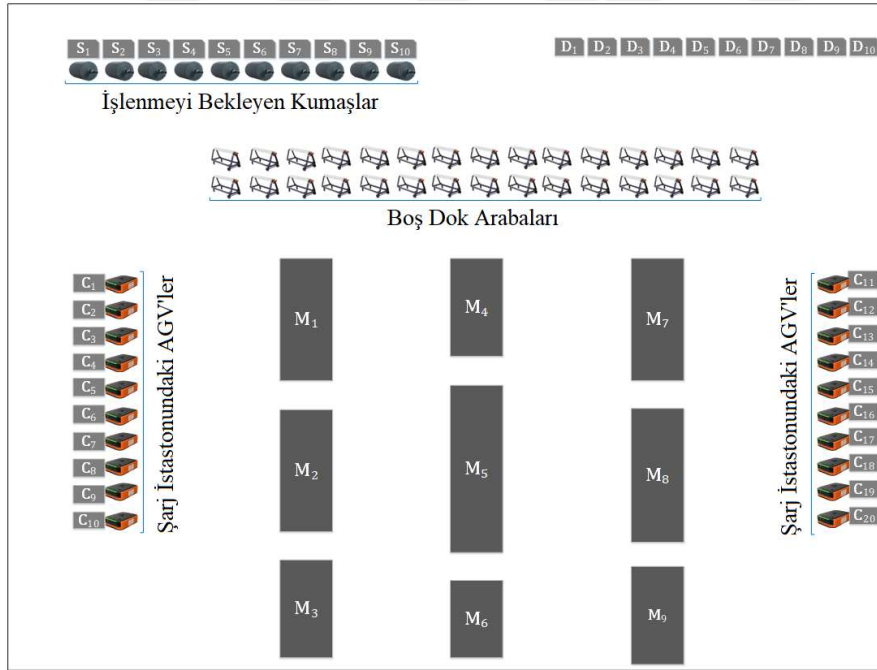 S1 S2 S3 S4 S5 S6 S7 S8 S9 S10
D1 D2 D3 D4 D5 D6 D7 D8 D9 D10
İşlenmeyi Bekleyen Kumaşlar
Boş Dok Arabaları
C1
C2
C3
C4
C5
C6
C7
C8
C9
C10
Şarj İstastonundaki AGV'ler
M1
M2
M3
M4
M5
M6
M7
M8
M9
Şarj İstastonundaki AGV'ler
C11
C12
C13
C14
C15
C16
C17
C18
C19
C20